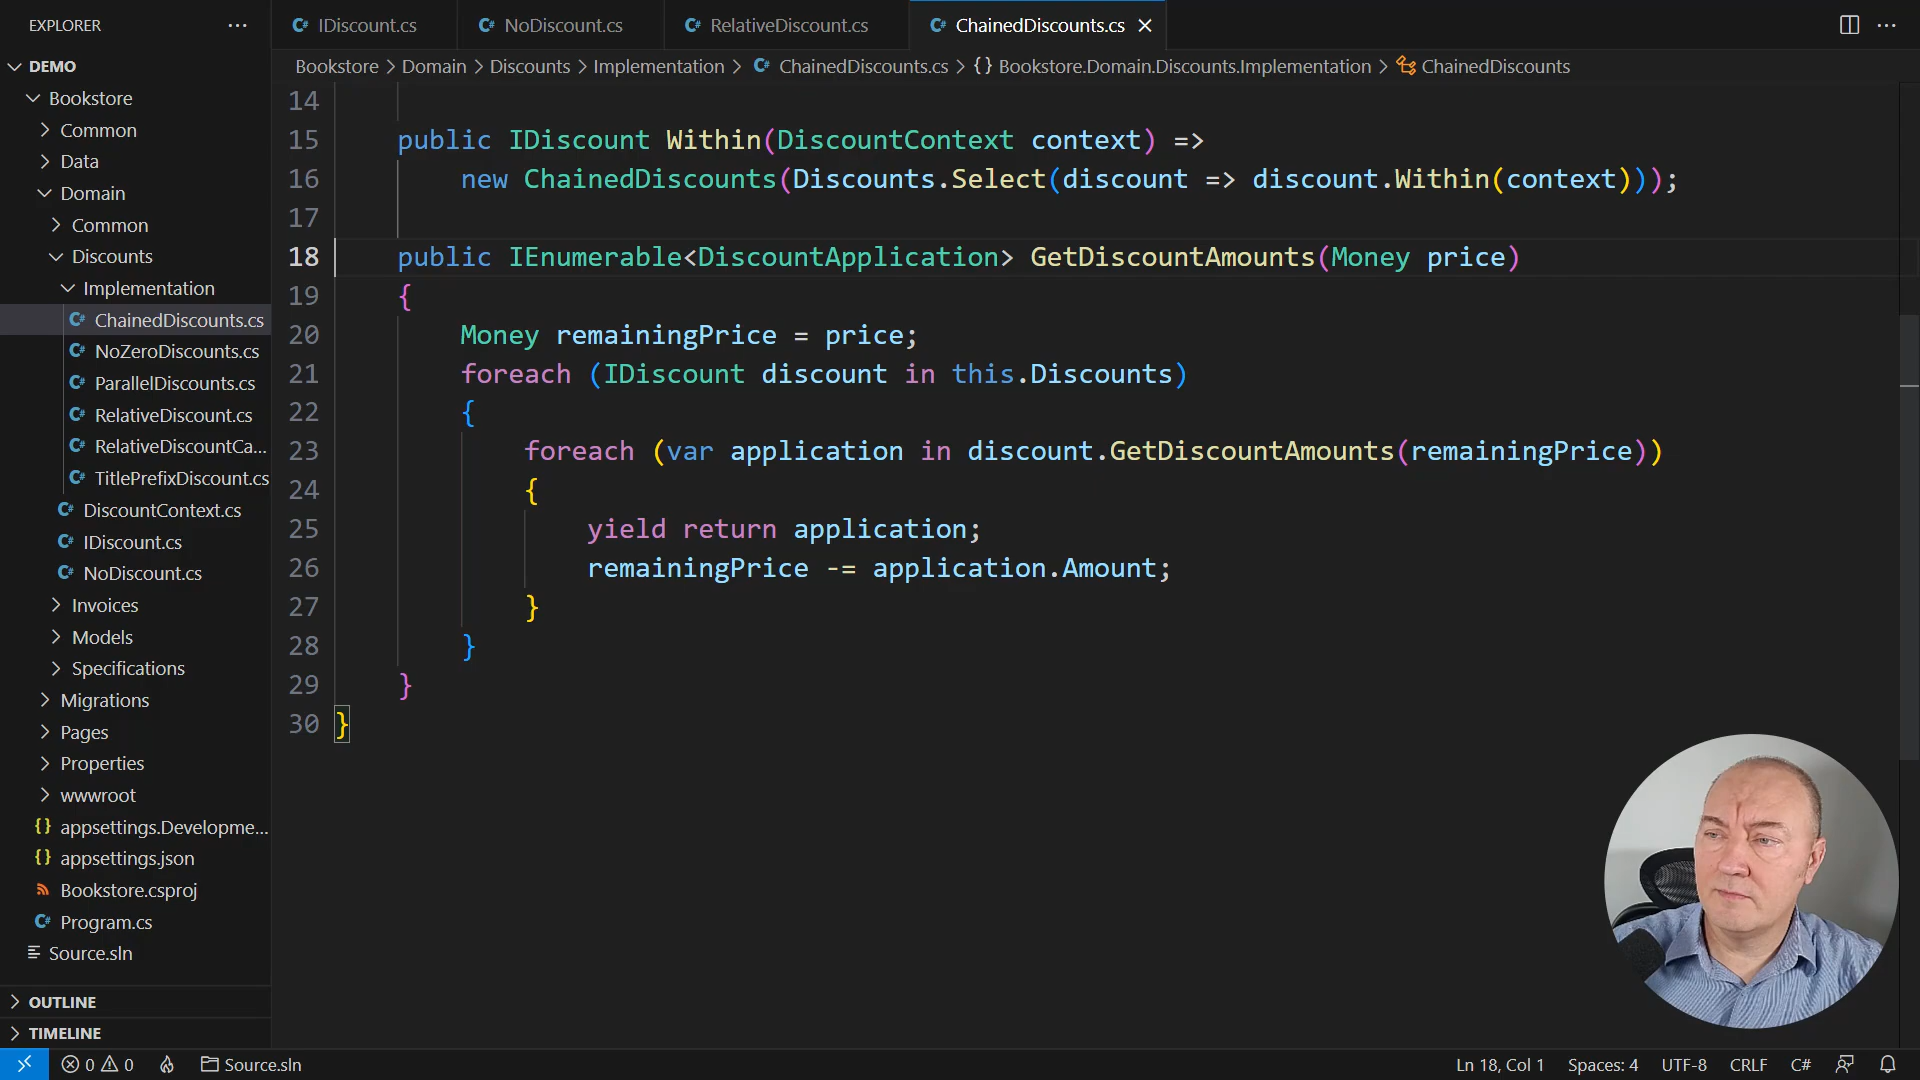 EXPLORER
IDiscount.cs
NoDiscount.cs
RelativeDiscount.cs
ChainedDiscounts.cs
DEMO
Bookstore
Common
Data
Domain
Common
Discounts
Implementation
ChainedDiscounts.cs
NoZeroDiscounts.cs
ParallelDiscounts.cs
RelativeDiscount.cs
RelativeDiscountCa...
TitlePrefixDiscount.cs
DiscountContext.cs
IDiscount.cs
NoDiscount.cs
Invoices
Models
Specifications
Migrations
Pages
Properties
wwwroot
appsettings.Developme...
appsettings.json
Bookstore.csproj
Program.cs
Source.sln
OUTLINE
TIMELINE
Bookstore > Domain > Discounts > Implementation > C# ChainedDiscounts.cs > {} Bookstore.Domain.Discounts.Implementation > ChainedDiscounts
14
15 public IDiscount Within(DiscountContext context) =>
16 new ChainedDiscounts(Discounts.Select(discount => discount.Within(context)));
17
18 public IEnumerable<DiscountApplication> GetDiscountAmounts(Money price)
19 {
20 Money remainingPrice = price;
21 foreach (IDiscount discount in this.Discounts)
22 {
23 foreach (var application in discount.GetDiscountAmounts(remainingPrice))
24 {
25 yield return application;
26 remainingPrice -= application.Amount;
27 }
28 }
29 }
30 }
0 0 Source.sln Ln 18, Col 1 Spaces: 4 UTF-8 CRLF C#